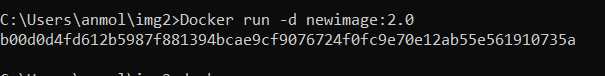 C:\Users\anmol\img2>Docker run -d newimage:2.0
b00d0d4fd612b5987f881394bcae9cf9076724f0fc9e70e12ab55e561910735a